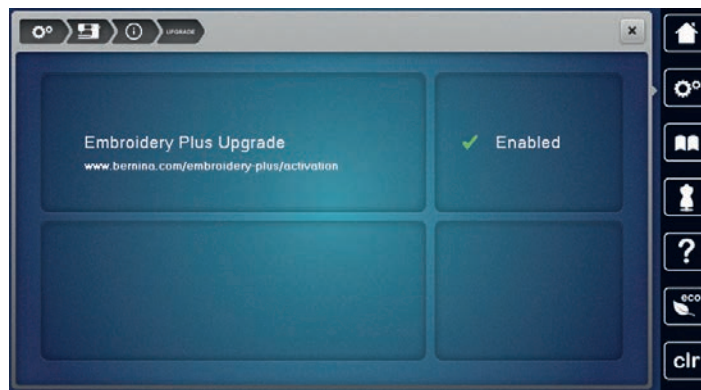 UPGRADE
Embroidery Plus Upgrade
www.bernina.com/embroidery-plus/activation
Enabled
?
eco
clr